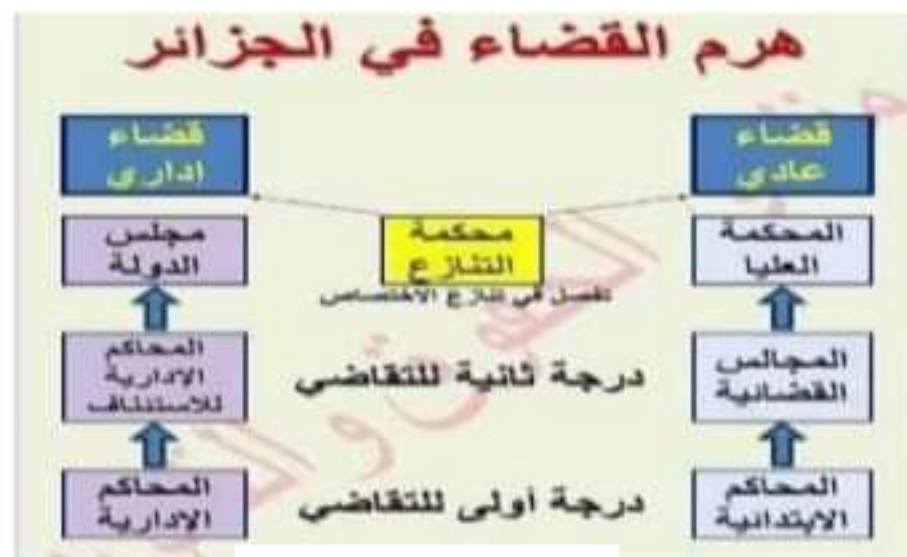 هرم القضاء في الجزائر
قضاء
عادي
قضاء
اداري
المحكمة
العليا
محكمة
التنازع
تفصل في تنازع الاختصاص
مجلس
الدولة
المجالس
القضائية
درجة ثانية للتقاضي
المحاكم
الإدارية
للاستئناف
المحاكم
الابتدائية
درجة أولى للتقاضي
المحاكم
الإدارية